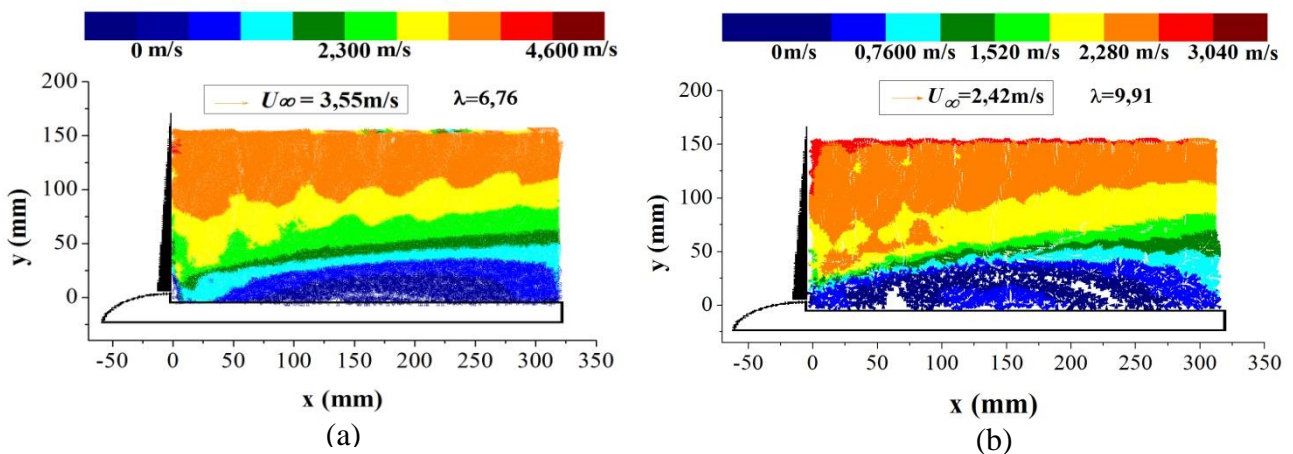 0 m/s 2,300 m/s 4,600 m/s
U∞ = 3,55m/s λ=6,76
y (mm)
200
150
100
50
0
-50 0 50 100 150 200 250 300 350
x (mm)
(a)
0m/s 0,7600 m/s 1,520 m/s 2,280 m/s 3,040 m/s
U∞=2,42m/s λ=9,91
y (mm)
200
150
100
50
0
-50 0 50 100 150 200 250 300 350
x (mm)
(b)